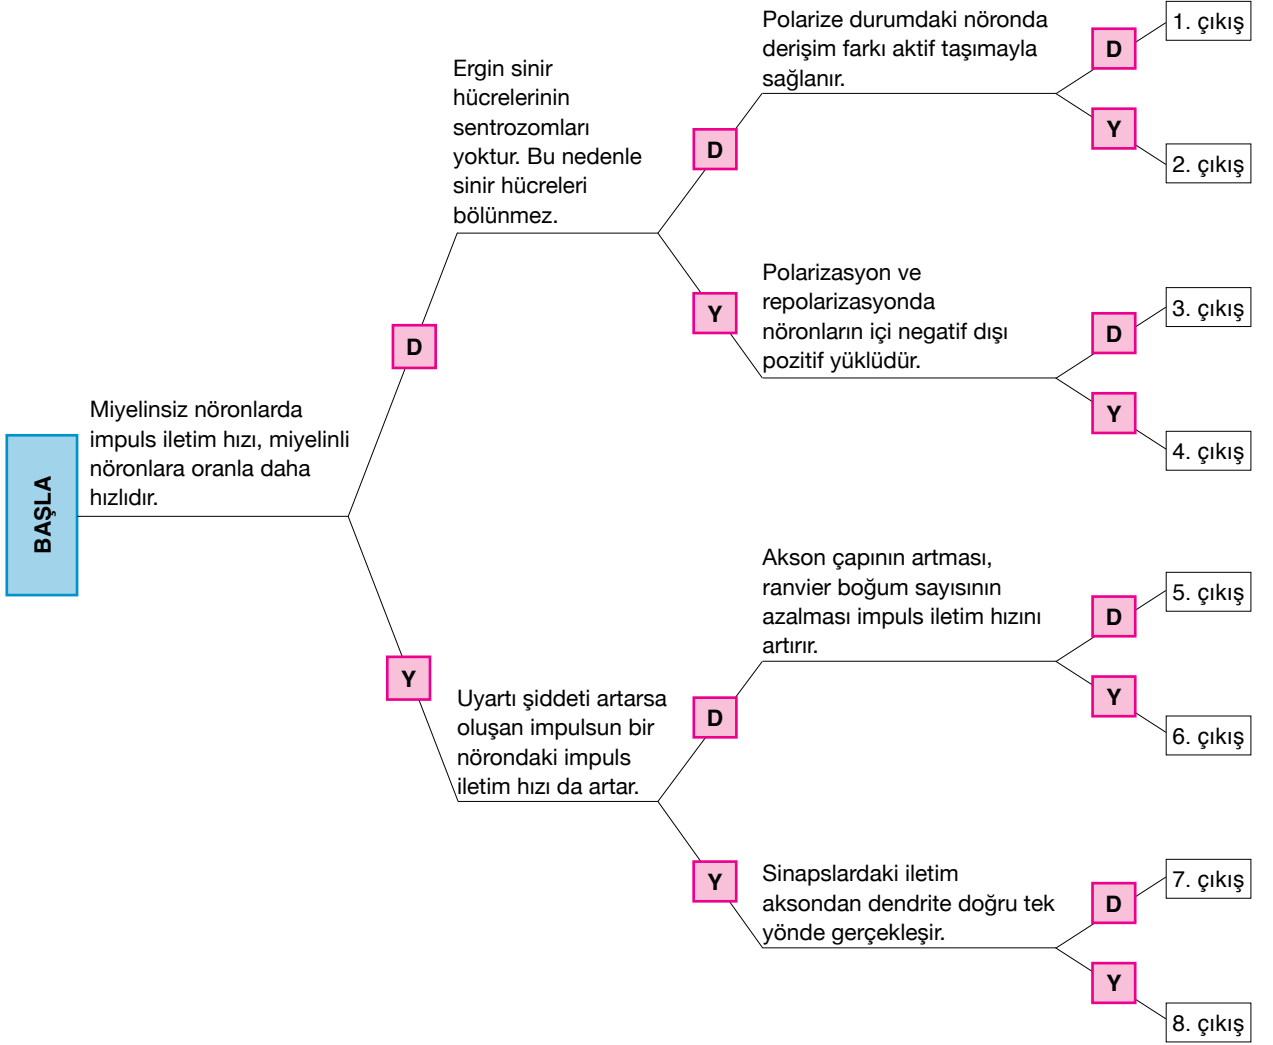 BAŞLA
Miyelinsiz nöronlarda
impuls iletim hızı, miyelinli
nöronlara oranla daha
hızlıdır.
D
Ergin sinir
hücrelerinin
sentrozomları
yoktur. Bu nedenle
sinir hücreleri
bölünmez.
D
Polarize durumdaki nöronda
derişim farkı aktif taşımayla
sağlanır.
D
1. çıkış
Y
2. çıkış
Y
Polarizasyon ve
repolarizasyonda
nöronların içi negatif dışı
pozitif yüklüdür.
D
3. çıkış
Y
4. çıkış
Y
Uyartı şiddeti artarsa
oluşan impulsun bir
nörondaki impuls
iletim hızı da artar.
D
Akson çapının artması,
ranvier boğum sayısının
azalması impuls iletim hızını
artırır.
D
5. çıkış
Y
6. çıkış
Y
Sinapslardaki iletim
aksondan dendrite doğru tek
yönde gerçekleşir.
D
7. çıkış
Y
8. çıkış